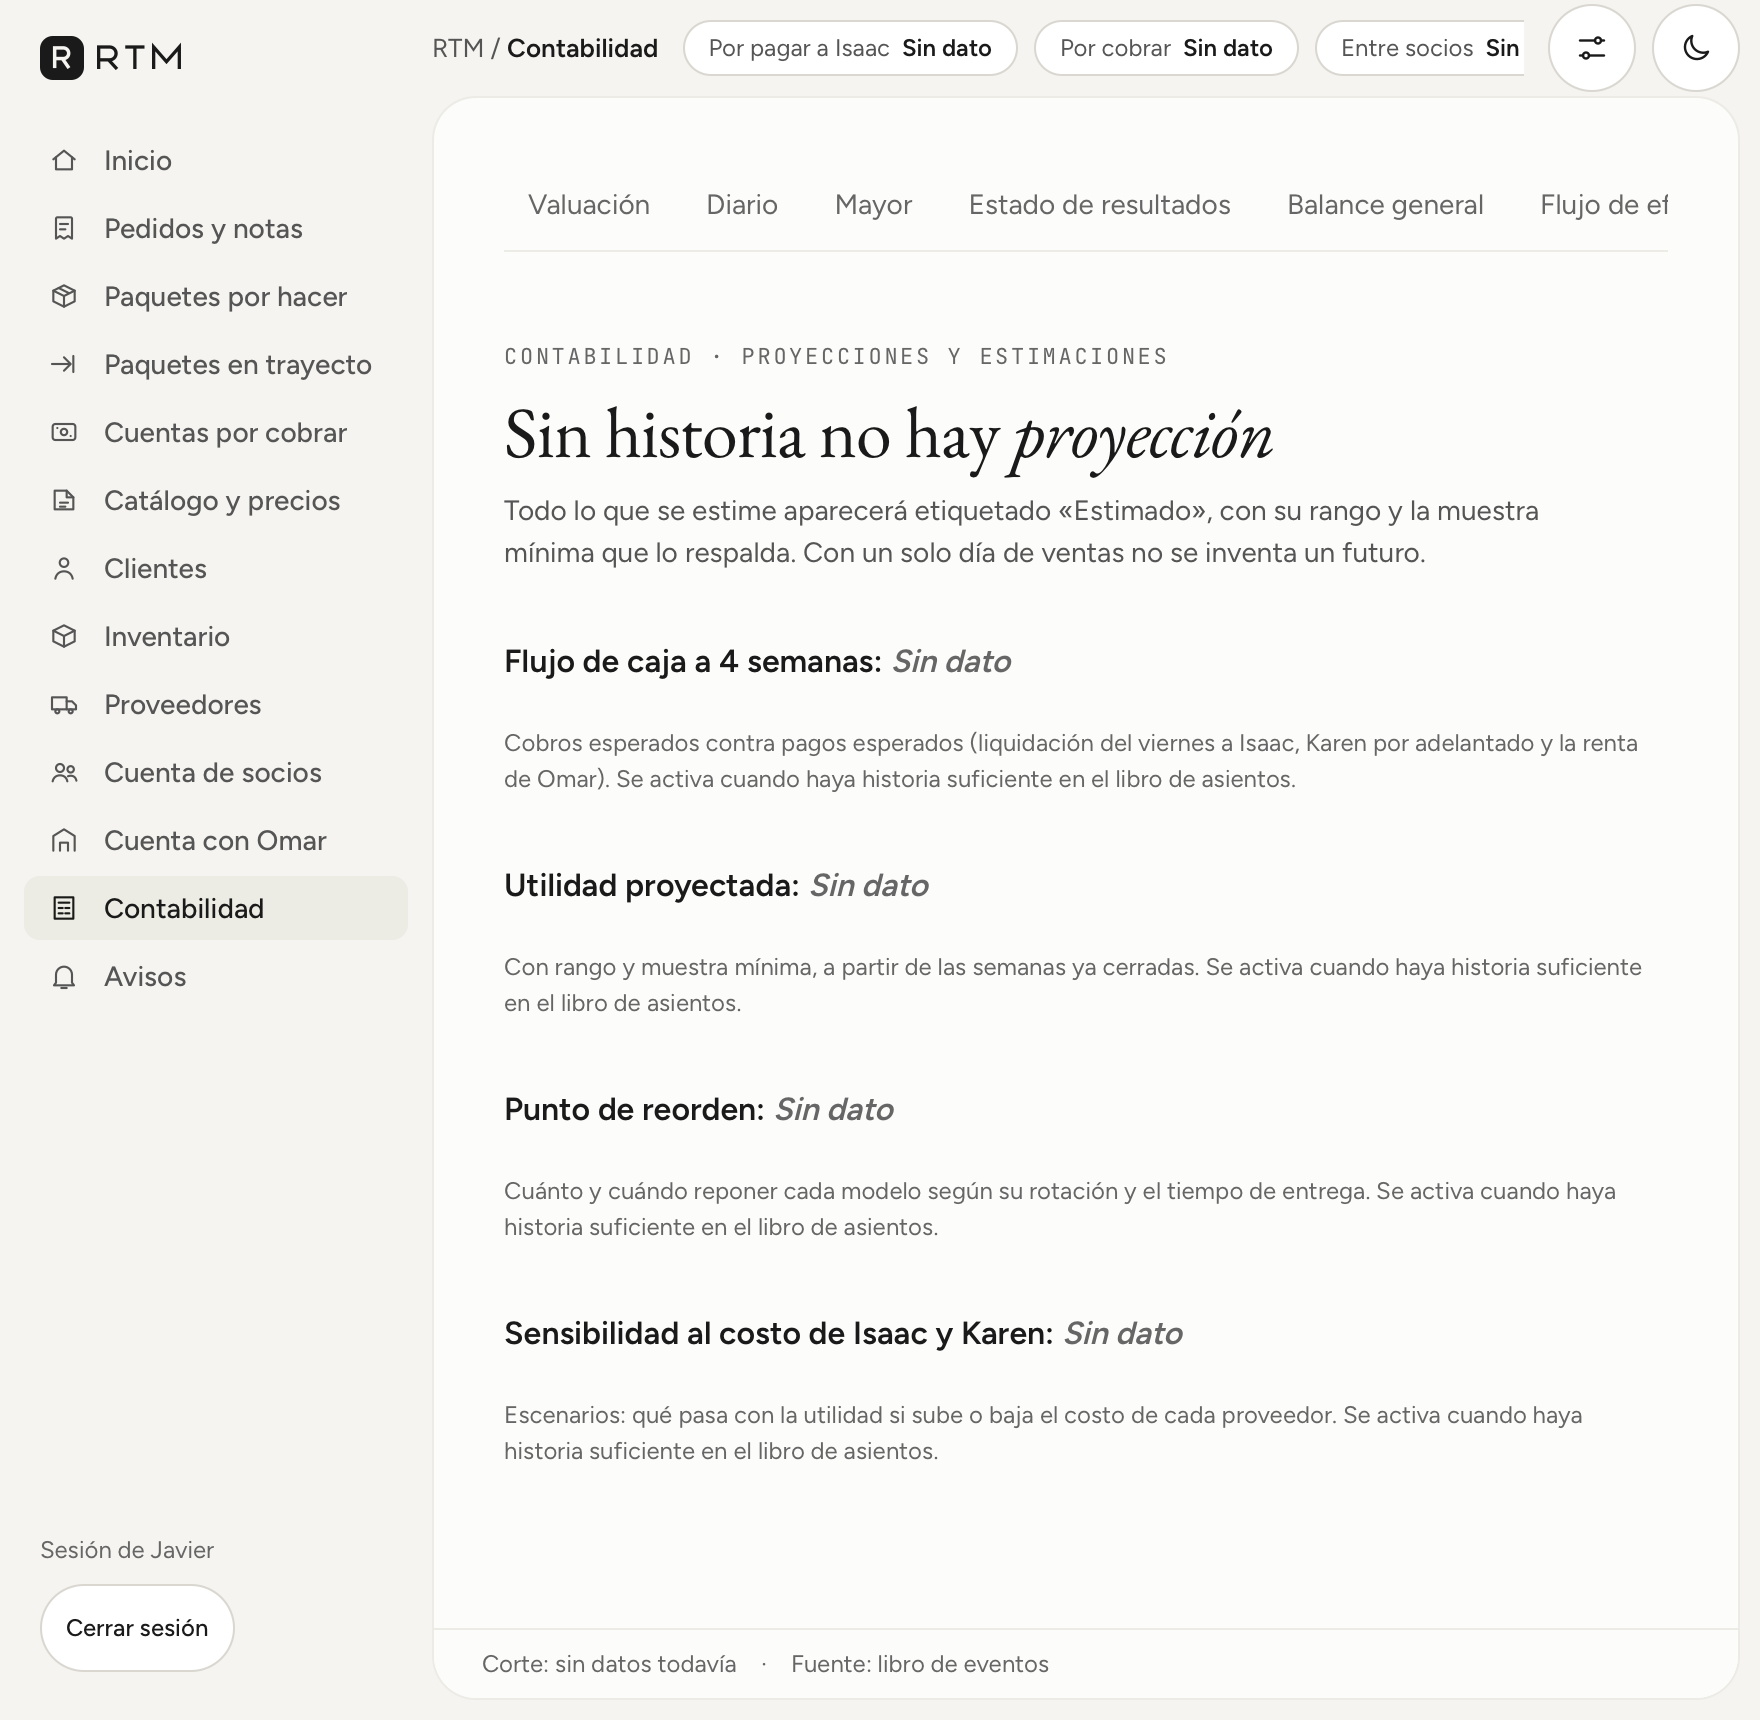 R RTM
RTM / Contabilidad
Por pagar a Isaac Sin dato
Por cobrar Sin dato
Entre socios Sin
Inicio
Pedidos y notas
Paquetes por hacer
Paquetes en trayecto
Cuentas por cobrar
Catálogo y precios
Clientes
Inventario
Proveedores
Cuenta de socios
Cuenta con Omar
Contabilidad
Avisos
Sesión de Javier
Cerrar sesión
Valuación Diario Mayor Estado de resultados Balance general Flujo de ef
CONTABILIDAD · PROYECCIONES Y ESTIMACIONES
Sin historia no hay proyección
Todo lo que se estime aparecerá etiquetado «Estimado», con su rango y la muestra
mínima que lo respalda. Con un solo día de ventas no se inventa un futuro.
Flujo de caja a 4 semanas: Sin dato
Cobros esperados contra pagos esperados (liquidación del viernes a Isaac, Karen por adelantado y la renta
de Omar). Se activa cuando haya historia suficiente en el libro de asientos.
Utilidad proyectada: Sin dato
Con rango y muestra mínima, a partir de las semanas ya cerradas. Se activa cuando haya historia suficiente
en el libro de asientos.
Punto de reorden: Sin dato
Cuánto y cuándo reponer cada modelo según su rotación y el tiempo de entrega. Se activa cuando haya
historia suficiente en el libro de asientos.
Sensibilidad al costo de Isaac y Karen: Sin dato
Escenarios: qué pasa con la utilidad si sube o baja el costo de cada proveedor. Se activa cuando haya
historia suficiente en el libro de asientos.
Corte: sin datos todavía · Fuente: libro de eventos